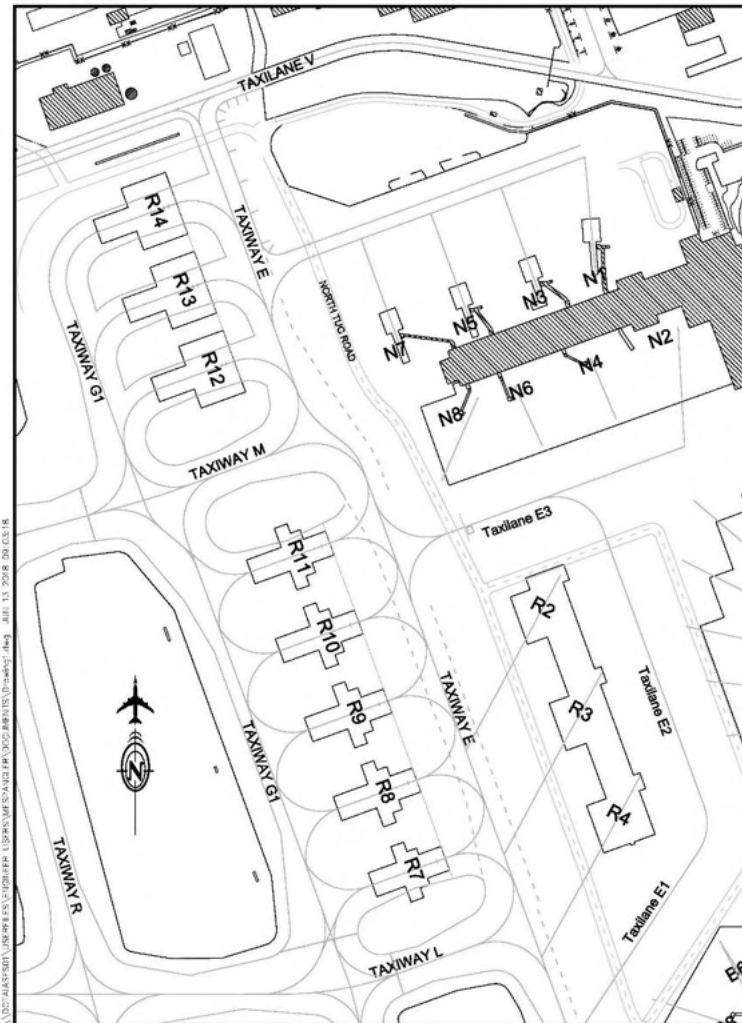 TAXILANE V
R14
TAXIWAY E
R13
NORTH TUG ROAD
N1
N3
N5
N7
N2
N4
N6
N8
TAXIWAY G1
R12
TAXIWAY M
Taxilane E3
R11
R2
R10
TAXIWAY E
R3
Taxilane E2
R9
TAXIWAY G1
N
R8
R4
R7
TAXIWAY R
Taxilane E1
TAXIWAY L